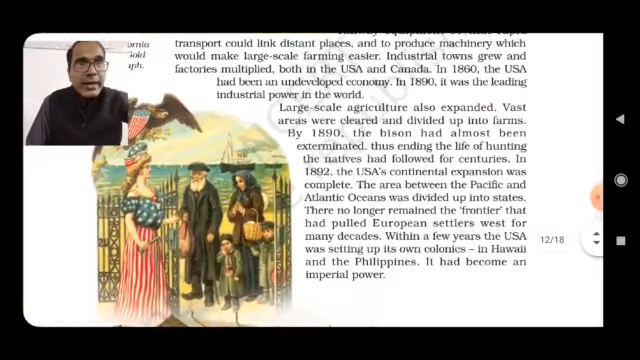 ornia
Gold
aph.
transport could link distant places, and to produce machinery which
would make large-scale farming easier. Industrial towns grew and
factories multiplied, both in the USA and Canada. In 1860, the USA
had been an undeveloped economy. In 1890, it was the leading
industrial power in the world.
Large-scale agriculture also expanded. Vast
areas were cleared and divided up into farms.
By 1890, the bison had almost been
exterminated, thus ending the life of hunting
the natives had followed for centuries. In
1892, the USA's continental expansion was
complete. The area between the Pacific and
Atlantic Oceans was divided up into states.
There no longer remained the 'frontier' that
had pulled European settlers west for
many decades. Within a few years the USA
was setting up its own colonies – in Hawaii
and the Philippines. It had become an
imperial power.
12/18